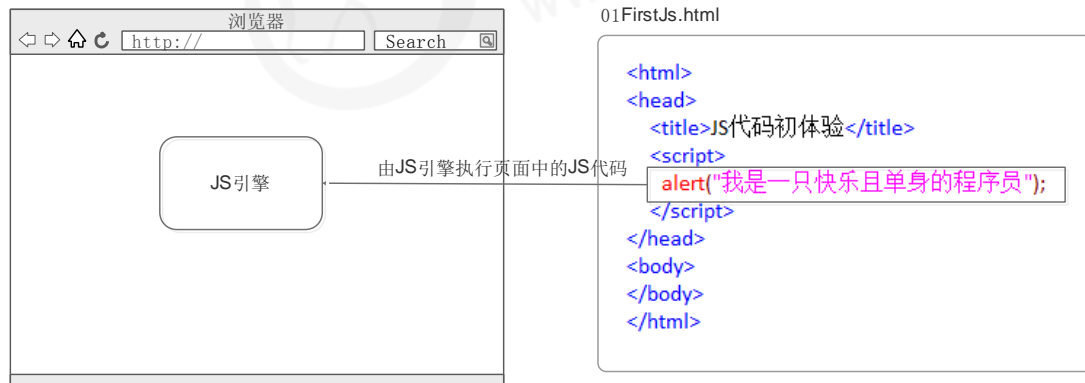 浏览器
http://
Search
JS引擎
由JS引擎执行页面中的JS代码
01FirstJs.html
<html>
<head>
<title>JS代码初体验</title>
<script>
alert("我是一只快乐且单身的程序员");
</script>
</head>
<body>
</body>
</html>